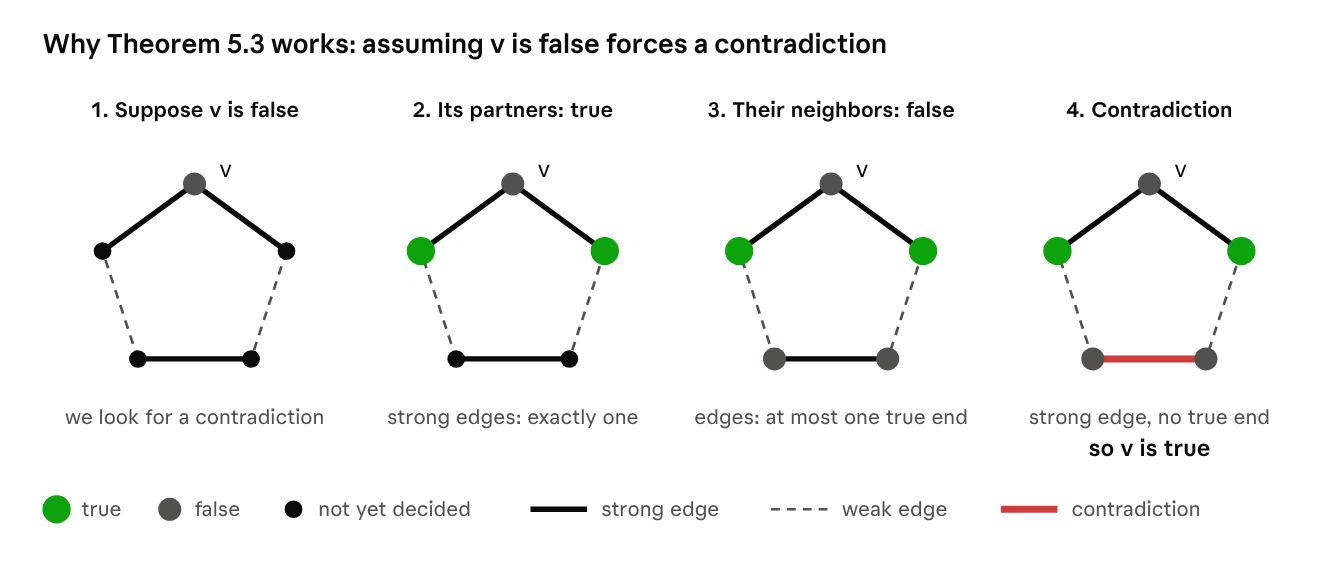 Why Theorem 5.3 works: assuming v is false forces a contradiction
1. Suppose v is false
2. Its partners: true
3. Their neighbors: false
4. Contradiction
v
v
v
v
we look for a contradiction
strong edges: exactly one
edges: at most one true end
strong edge, no true end
so v is true
true
false
not yet decided
strong edge
weak edge
contradiction